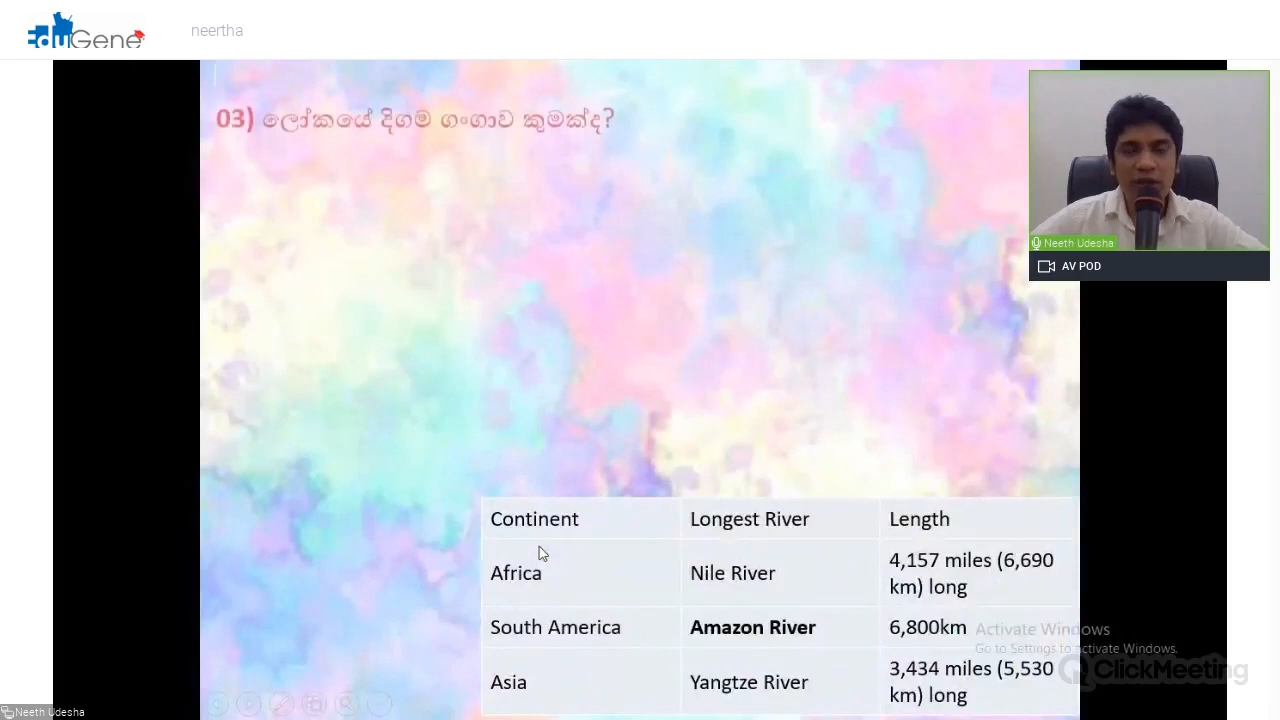 EduGene
neertha
03) ලෝකයේ දිගම ගංගාව කුමක්ද?
Neeth Udesha
AV POD
Continent Longest River Length
Africa Nile River 4,157 miles (6,690 km) long
South America Amazon River 6,800km
Asia Yangtze River 3,434 miles (5,530 km) long
Activate Windows
Go to Settings to activate Windows.
ClickMeeting
Neeth Udesha